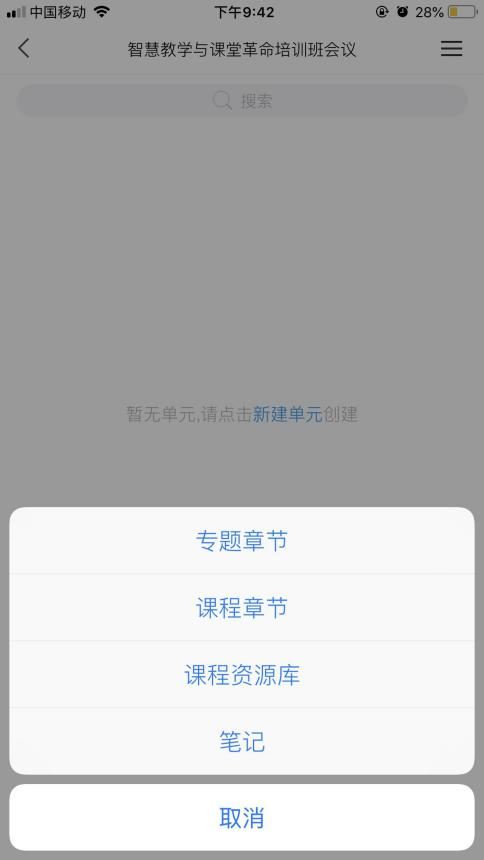 中国移动 下午9:42 28%
智慧教学与课堂革命培训班会议
搜索
暂无单元,请点击新建单元创建
专题章节
课程章节
课程资源库
笔记
取消